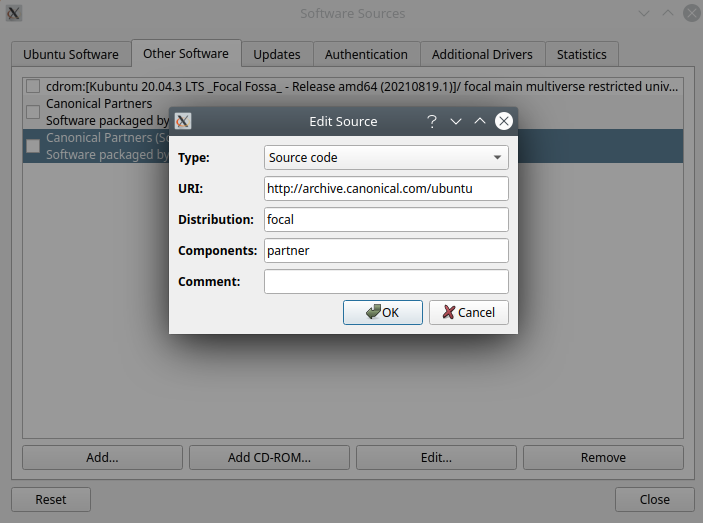 Software Sources
Ubuntu Software
Other Software
Updates
Authentication
Additional Drivers
Statistics
cdrom:[Kubuntu 20.04.3 LTS _Focal Fossa_ - Release amd64 (20210819.1)]/ focal main multiverse restricted univ...
Canonical Partners
Software packaged by
Canonical Partners (So
Software packaged by
Edit Source
Type:
Source code
URI:
http://archive.canonical.com/ubuntu
Distribution:
focal
Components:
partner
Comment:
OK
Cancel
Add...
Add CD-ROM...
Edit...
Remove
Reset
Close